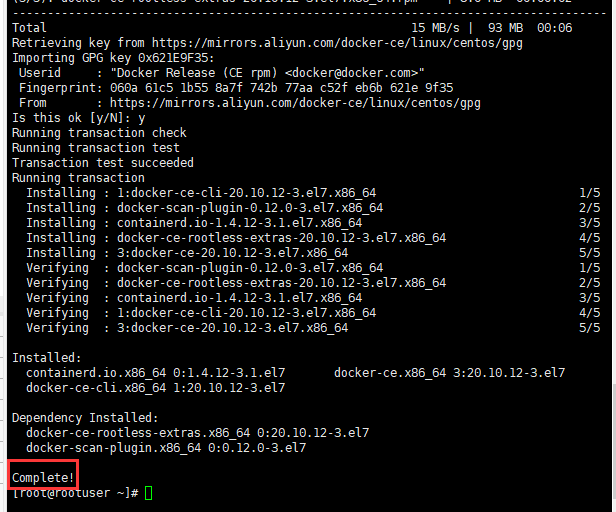 Total 15 MB/s | 93 MB 00:06
Retrieving key from https://mirrors.aliyun.com/docker-ce/linux/centos/gpg
Importing GPG key 0x621E9F35:
Userid : "Docker Release (CE rpm) <docker@docker.com>"
Fingerprint: 060a 61c5 1b55 8a7f 742b 77aa c52f eb6b 621e 9f35
From : https://mirrors.aliyun.com/docker-ce/linux/centos/gpg
Is this ok [y/N]: y
Running transaction check
Running transaction test
Transaction test succeeded
Running transaction
Installing : 1:docker-ce-cli-20.10.12-3.el7.x86_64 1/5
Installing : docker-scan-plugin-0.12.0-3.el7.x86_64 2/5
Installing : containerd.io-1.4.12-3.1.el7.x86_64 3/5
Installing : docker-ce-rootless-extras-20.10.12-3.el7.x86_64 4/5
Installing : 3:docker-ce-20.10.12-3.el7.x86_64 5/5
Verifying : docker-scan-plugin-0.12.0-3.el7.x86_64 1/5
Verifying : docker-ce-rootless-extras-20.10.12-3.el7.x86_64 2/5
Verifying : containerd.io-1.4.12-3.1.el7.x86_64 3/5
Verifying : 1:docker-ce-cli-20.10.12-3.el7.x86_64 4/5
Verifying : 3:docker-ce-20.10.12-3.el7.x86_64 5/5
Installed:
containerd.io.x86_64 0:1.4.12-3.1.el7 docker-ce.x86_64 3:20.10.12-3.el7
docker-ce-cli.x86_64 1:20.10.12-3.el7
Dependency Installed:
docker-ce-rootless-extras.x86_64 0:20.10.12-3.el7
docker-scan-plugin.x86_64 0:0.12.0-3.el7
Complete!
[root@rootuser ~]#